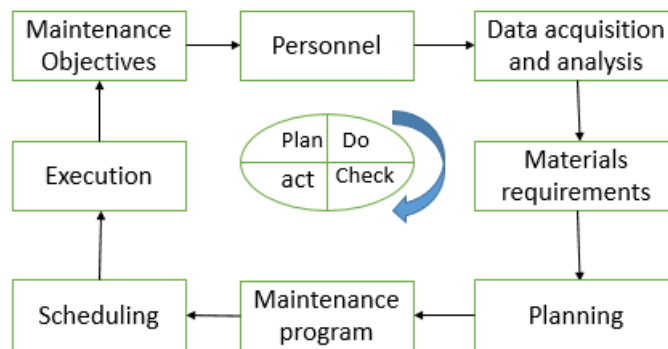 Maintenance
Objectives
Personnel
Data acquisition
and analysis
Execution
Plan
Do
act
Check
Materials
requirements
Scheduling
Maintenance
program
Planning